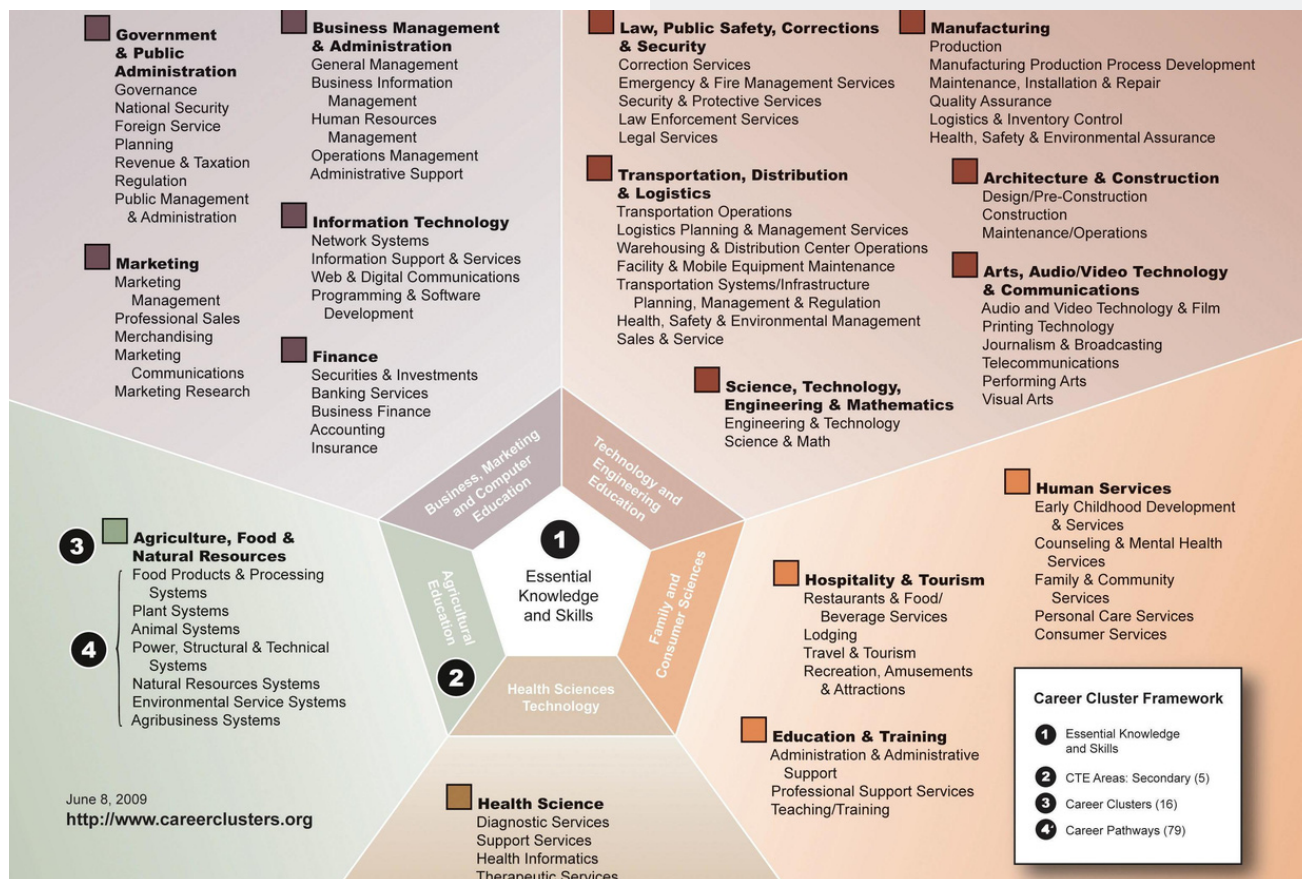 Government
& Public
Administration
Governance
National Security
Foreign Service
Planning
Revenue & Taxation
Regulation
Public Management
& Administration
Marketing
Marketing
Management
Professional Sales
Merchandising
Marketing
Communications
Marketing Research
Business Management
& Administration
General Management
Business Information
Management
Human Resources
Management
Operations Management
Administrative Support
Information Technology
Network Systems
Information Support & Services
Web & Digital Communications
Programming & Software
Development
Finance
Securities & Investments
Banking Services
Business Finance
Accounting
Insurance
Law, Public Safety, Corrections
& Security
Correction Services
Emergency & Fire Management Services
Security & Protective Services
Law Enforcement Services
Legal Services
Transportation, Distribution
& Logistics
Transportation Operations
Logistics Planning & Management Services
Warehousing & Distribution Center Operations
Facility & Mobile Equipment Maintenance
Transportation Systems/Infrastructure
Planning, Management & Regulation
Health, Safety & Environmental Management
Sales & Service
Science, Technology,
Engineering & Mathematics
Engineering & Technology
Science & Math
Manufacturing
Production
Manufacturing Production Process Development
Maintenance, Installation & Repair
Quality Assurance
Logistics & Inventory Control
Health, Safety & Environmental Assurance
Architecture & Construction
Design/Pre-Construction
Construction
Maintenance/Operations
Arts, Audio/Video Technology
& Communications
Audio and Video Technology & Film
Printing Technology
Journalism & Broadcasting
Telecommunications
Performing Arts
Visual Arts
Business, Marketing
and Computer
Education
Technology and
Engineering
Education
1
Essential
Knowledge
and Skills
Agricultural
Education
2
Family and
Consumer Sciences
Health Sciences
Technology
3
Agriculture, Food &
Natural Resources
4
Food Products & Processing
Systems
Plant Systems
Animal Systems
Power, Structural & Technical
Systems
Natural Resources Systems
Environmental Service Systems
Agribusiness Systems
June 8, 2009
http://www.careerclusters.org
Health Science
Diagnostic Services
Support Services
Health Informatics
Therapeutic Services
Hospitality & Tourism
Restaurants & Food/
Beverage Services
Lodging
Travel & Tourism
Recreation, Amusements
& Attractions
Education & Training
Administration & Administrative
Support
Professional Support Services
Teaching/Training
Human Services
Early Childhood Development
& Services
Counseling & Mental Health
Services
Family & Community
Services
Personal Care Services
Consumer Services
Career Cluster Framework
1 Essential Knowledge
and Skills
2 CTE Areas: Secondary (5)
3 Career Clusters (16)
4 Career Pathways (79)